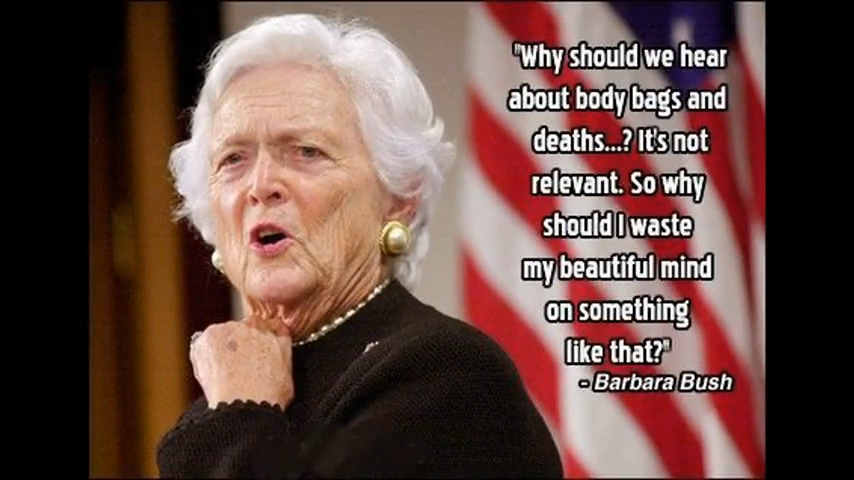 "Why should we hear
about body bags and
deaths...? It's not
relevant. So why
should I waste
my beautiful mind
on something
like that?"
- Barbara Bush